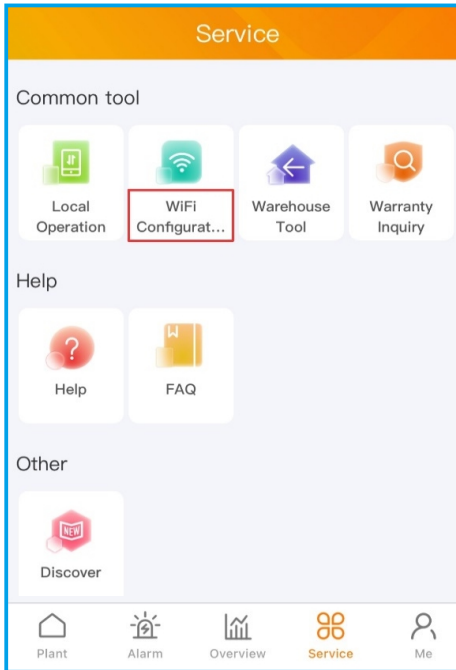 Service
Common tool
Local
Operation
WiFi
Configurat...
Warehouse
Tool
Warranty
Inquiry
Help
?
Help
FAQ
Other
NEW
Discover
Plant
Alarm
Overview
Service
Me